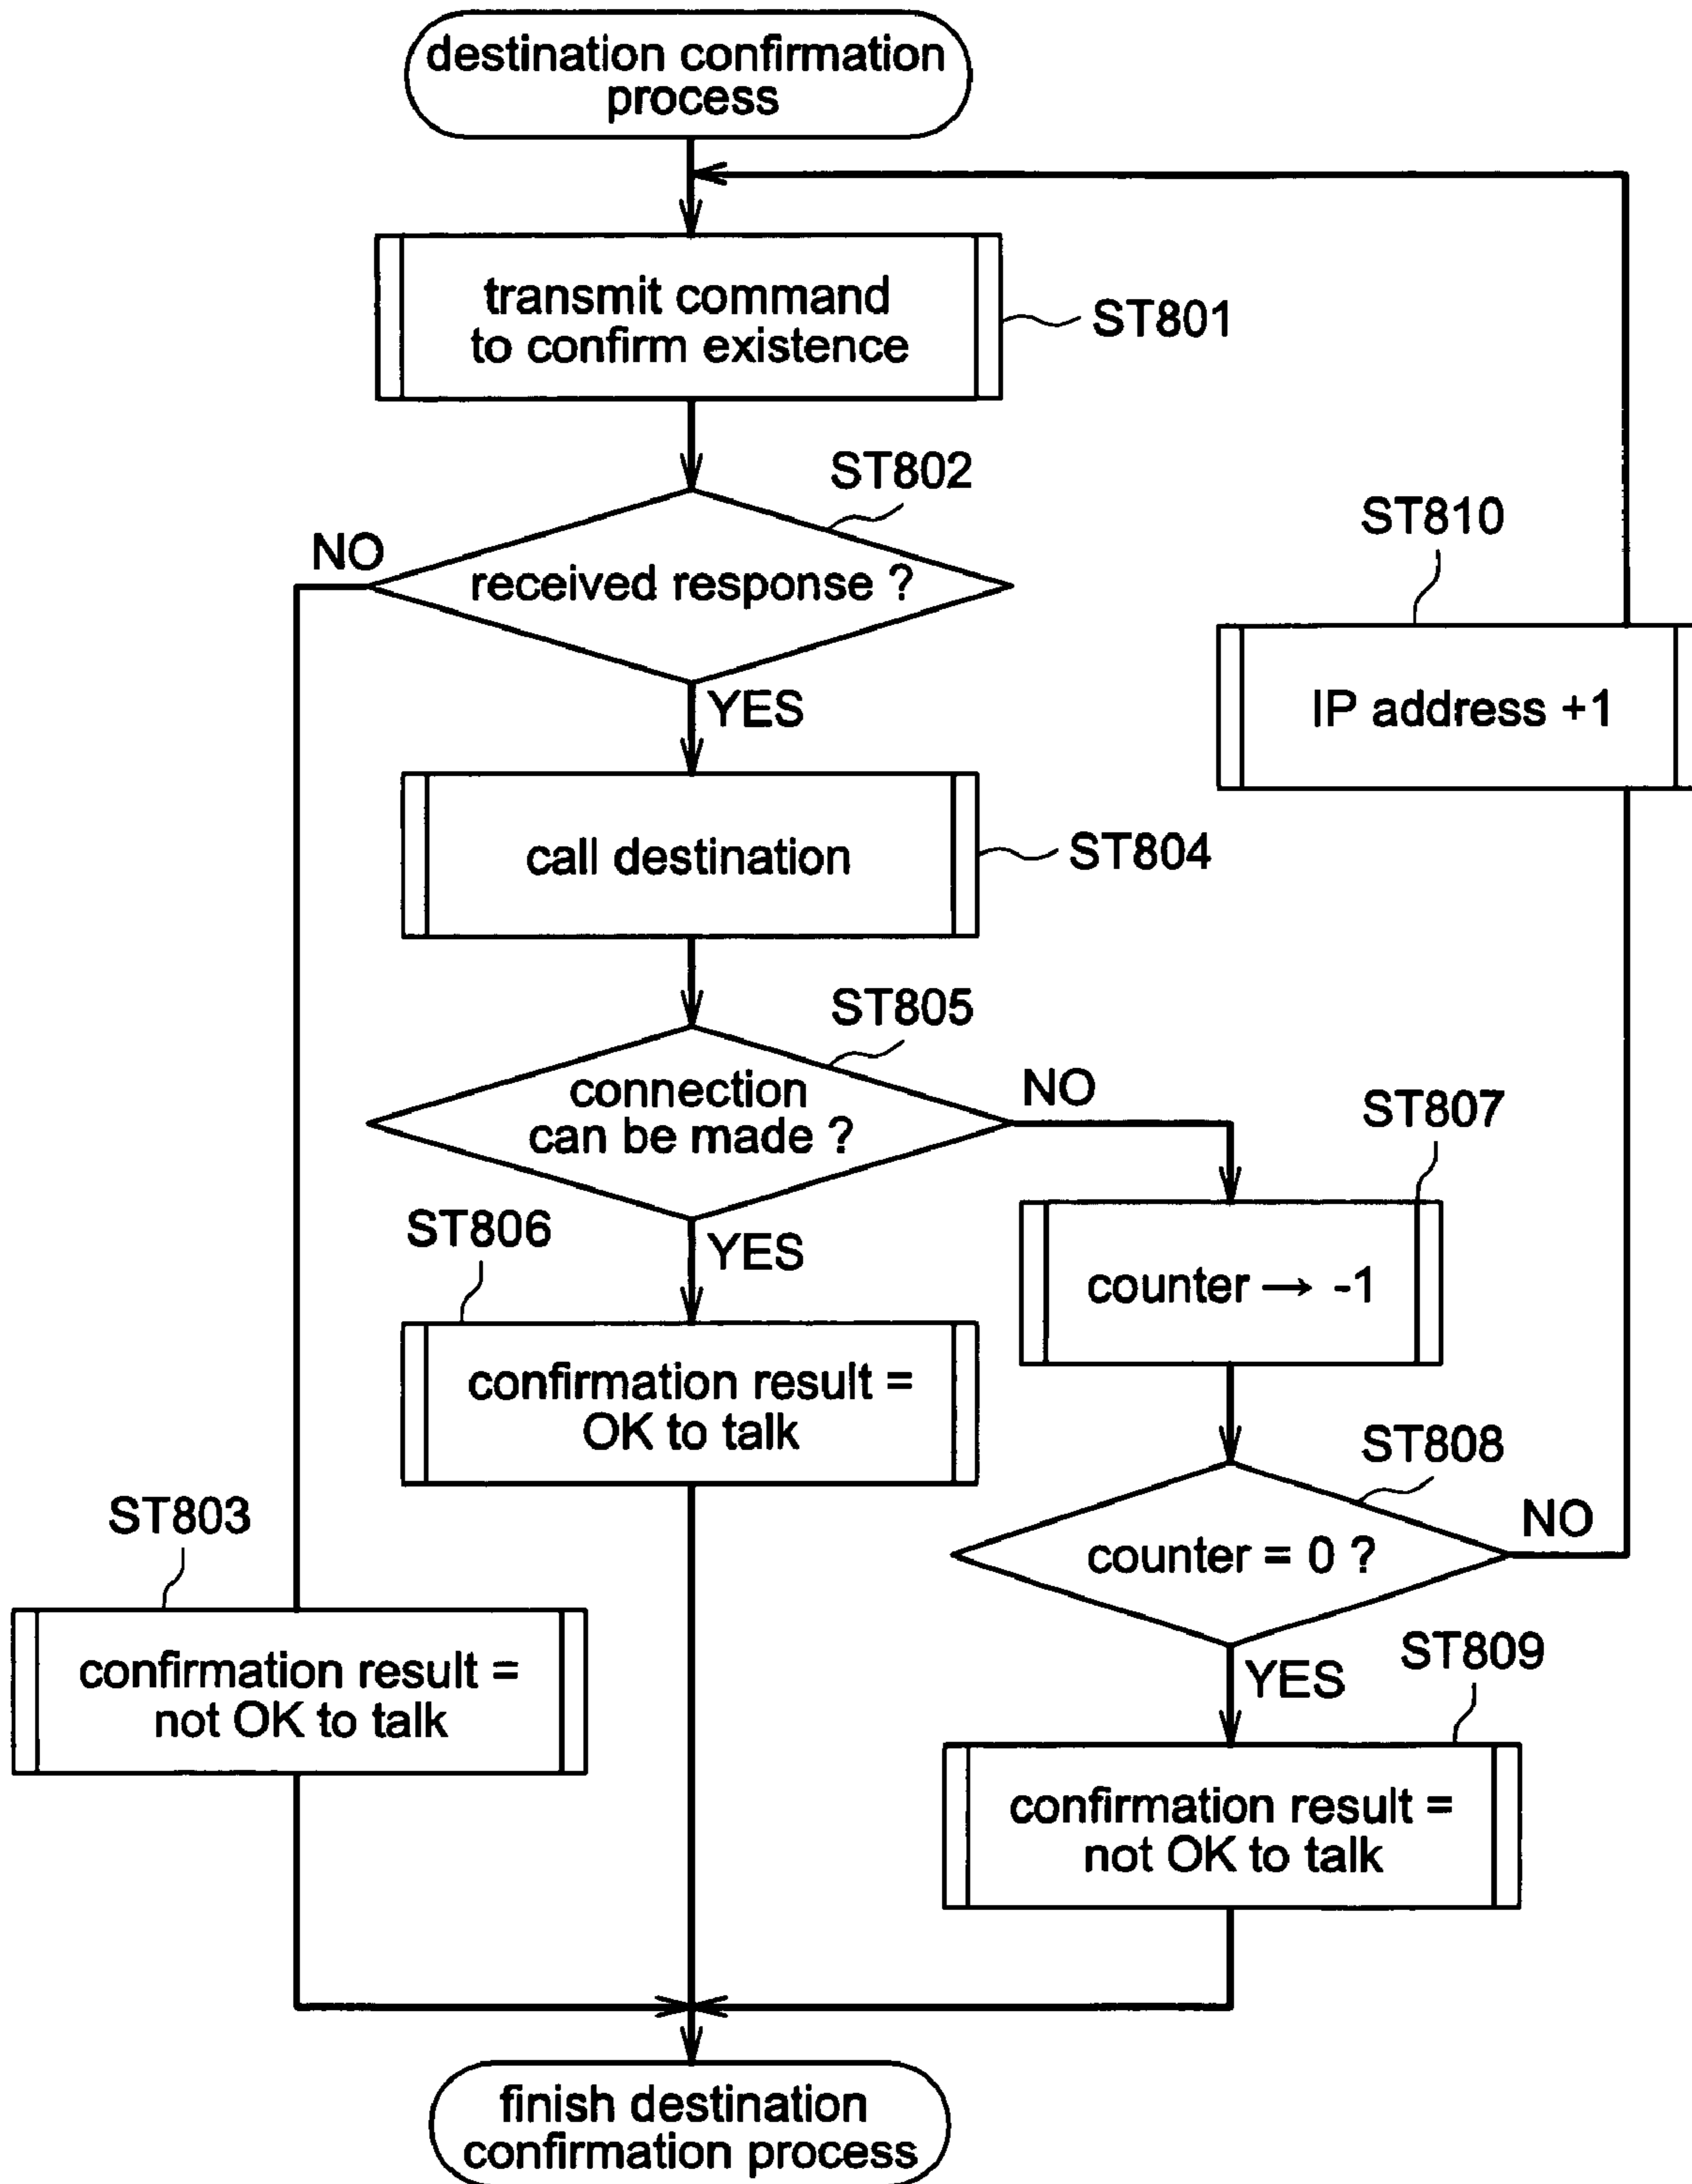 destination confirmation
process
transmit command
to confirm existence
ST801
ST802
NO
received response ?
YES
ST810
IP address +1
call destination
ST804
ST805
connection
can be made ?
NO
YES
ST807
counter → -1
ST806
confirmation result =
OK to talk
ST808
counter = 0 ?
NO
YES
ST803
confirmation result =
not OK to talk
ST809
confirmation result =
not OK to talk
finish destination
confirmation process